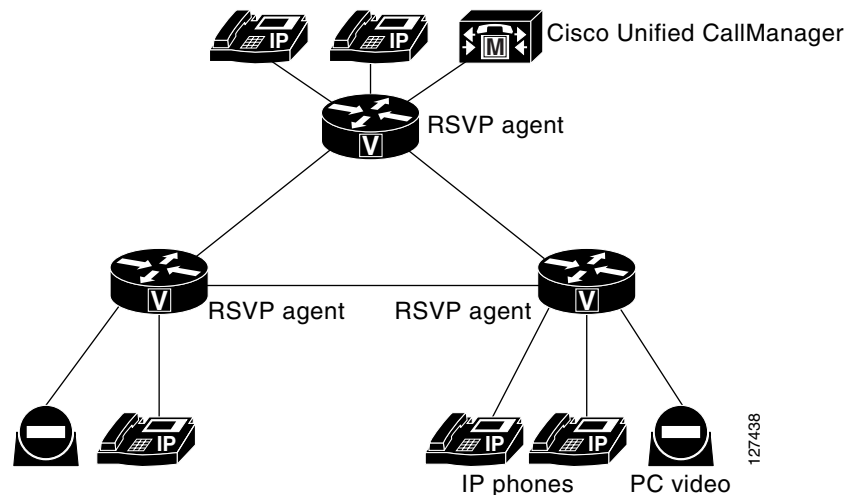 IP
IP
M
Cisco Unified CallManager
RSVP agent
V
V
RSVP agent
RSVP agent
V
IP
IP
IP
127438
IP phones
PC video